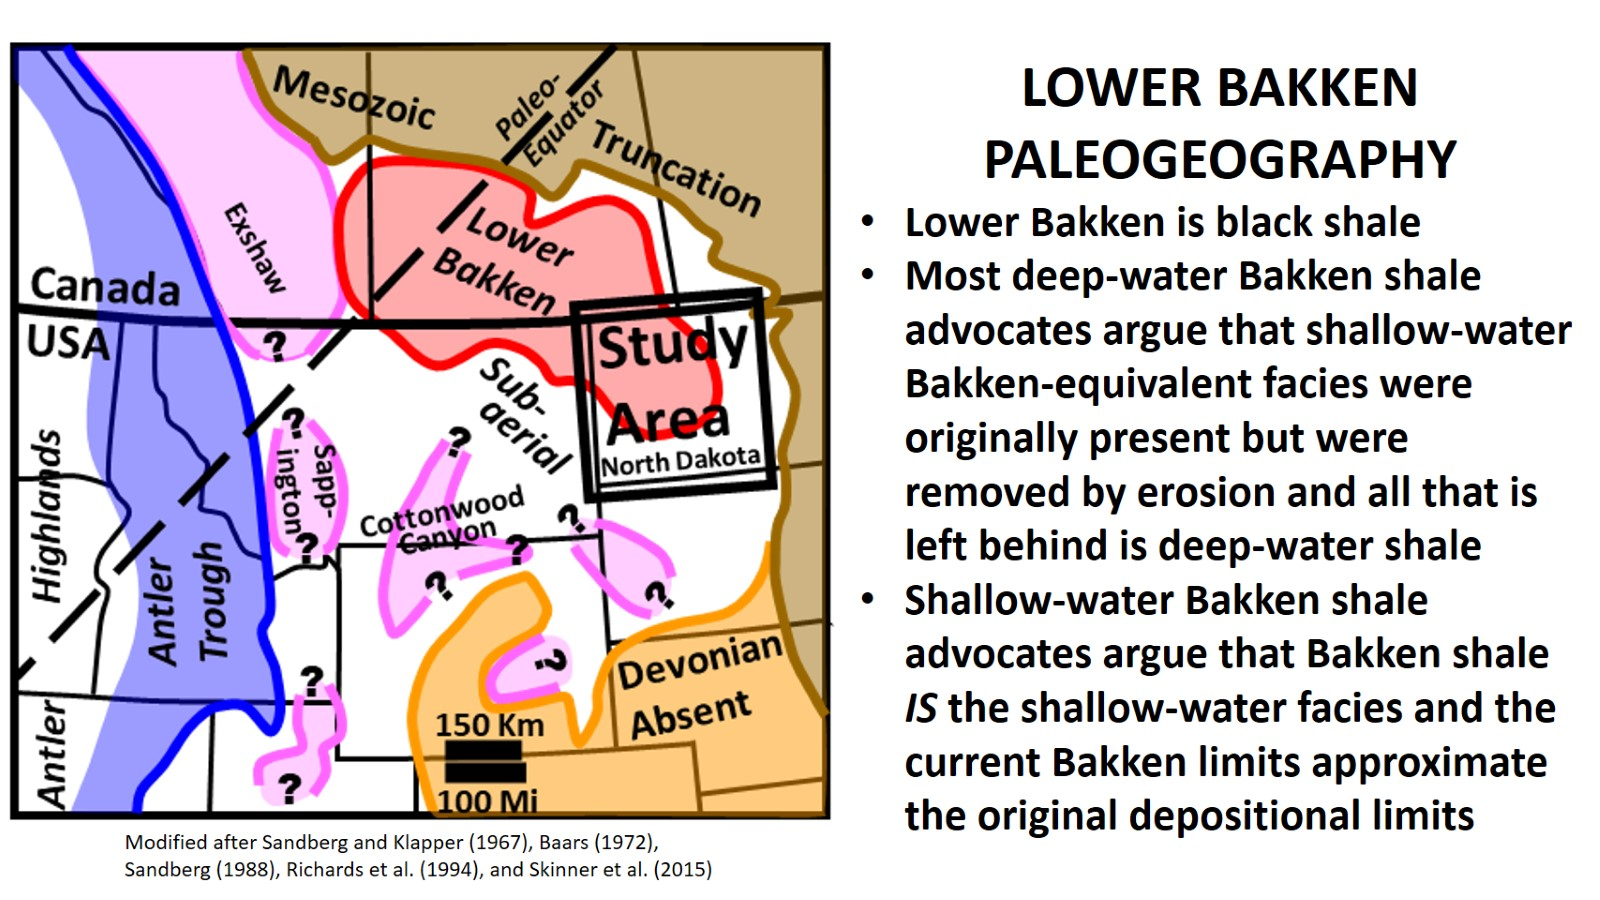 LOWER BAKKEN
PALEOGEOGRAPHY
• Lower Bakken is black shale
• Most deep-water Bakken shale
advocates argue that shallow-water
Bakken-equivalent facies were
originally present but were
removed by erosion and all that is
left behind is deep-water shale
• Shallow-water Bakken shale
advocates argue that Bakken shale
IS the shallow-water facies and the
current Bakken limits approximate
the original depositional limits
Mesozoic
Truncation
Paleo-
Equator
Exshaw
Lower
Bakken
Canada
USA
?
Study
Area
North Dakota
Sub-
aerial
?
Sapp-
ington
?
?
Cottonwood
Canyon
?
?
?
?
Highlands
Antler
Antler
Trough
?
?
?
Devonian
Absent
150 Km
100 Mi
Modified after Sandberg and Klapper (1967), Baars (1972),
Sandberg (1988), Richards et al. (1994), and Skinner et al. (2015)